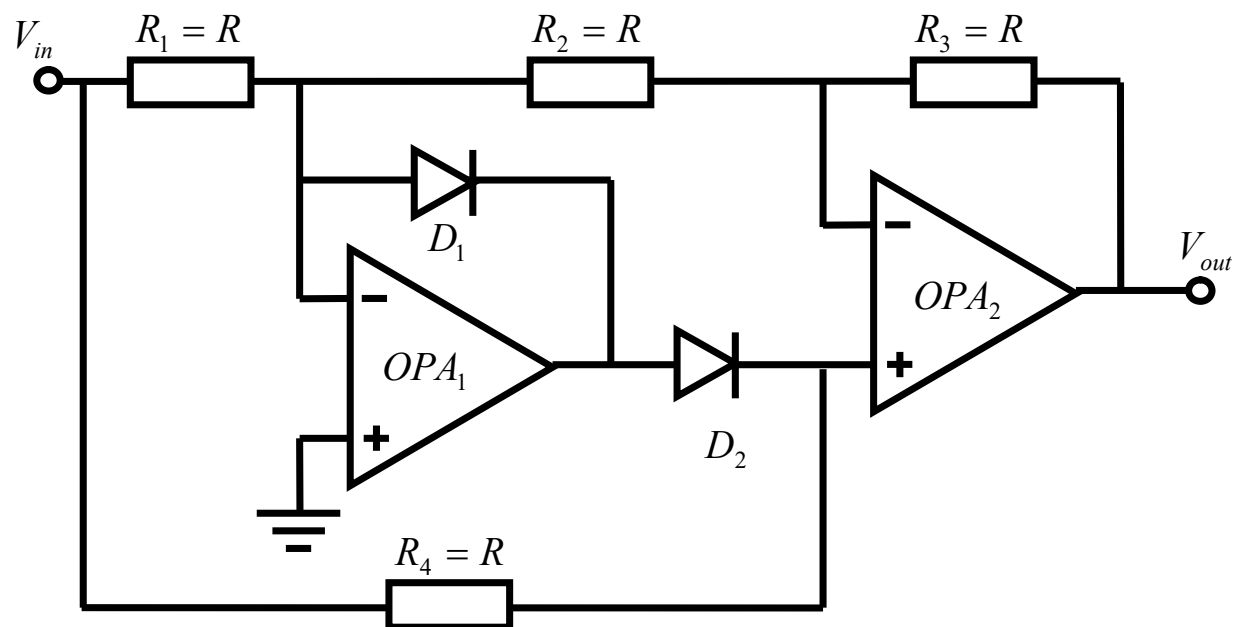 V_in
R_1 = R
R_2 = R
R_3 = R
D_1
OPA_1
D_2
OPA_2
V_out
R_4 = R